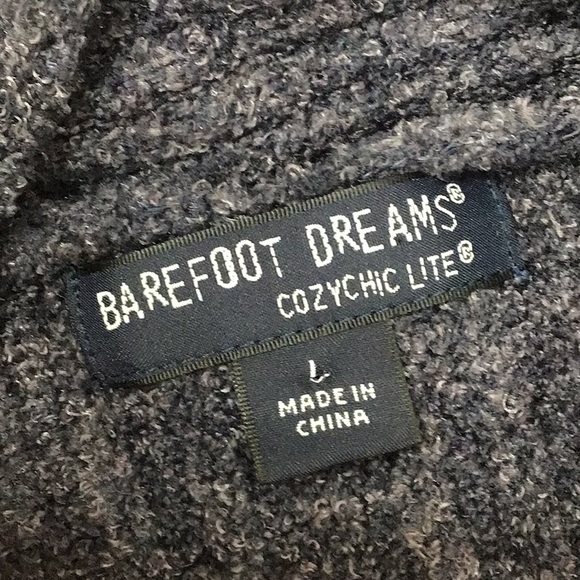 BAREFOOT DREAMS®
COZYCHIC LITE®
L
MADE IN
CHINA